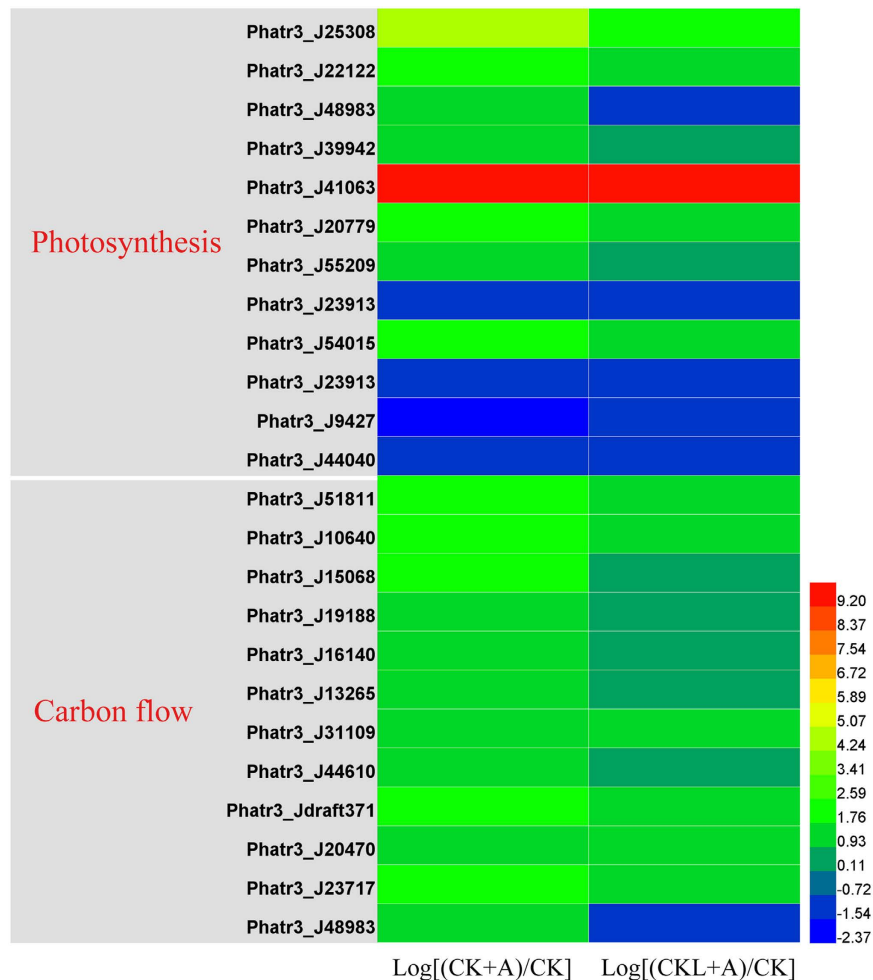 Photosynthesis
Phatr3_J25308
Phatr3_J22122
Phatr3_J48983
Phatr3_J39942
Phatr3_J41063
Phatr3_J20779
Phatr3_J55209
Phatr3_J23913
Phatr3_J54015
Phatr3_J23913
Phatr3_J9427
Phatr3_J44040
Carbon flow
Phatr3_J51811
Phatr3_J10640
Phatr3_J15068
Phatr3_J19188
Phatr3_J16140
Phatr3_J13265
Phatr3_J31109
Phatr3_J44610
Phatr3_Jdraft371
Phatr3_J20470
Phatr3_J23717
Phatr3_J48983
9.20
8.37
7.54
6.72
5.89
5.07
4.24
3.41
2.59
1.76
0.93
0.11
-0.72
-1.54
-2.37
Log[(CK+A)/CK]
Log[(CKL+A)/CK]